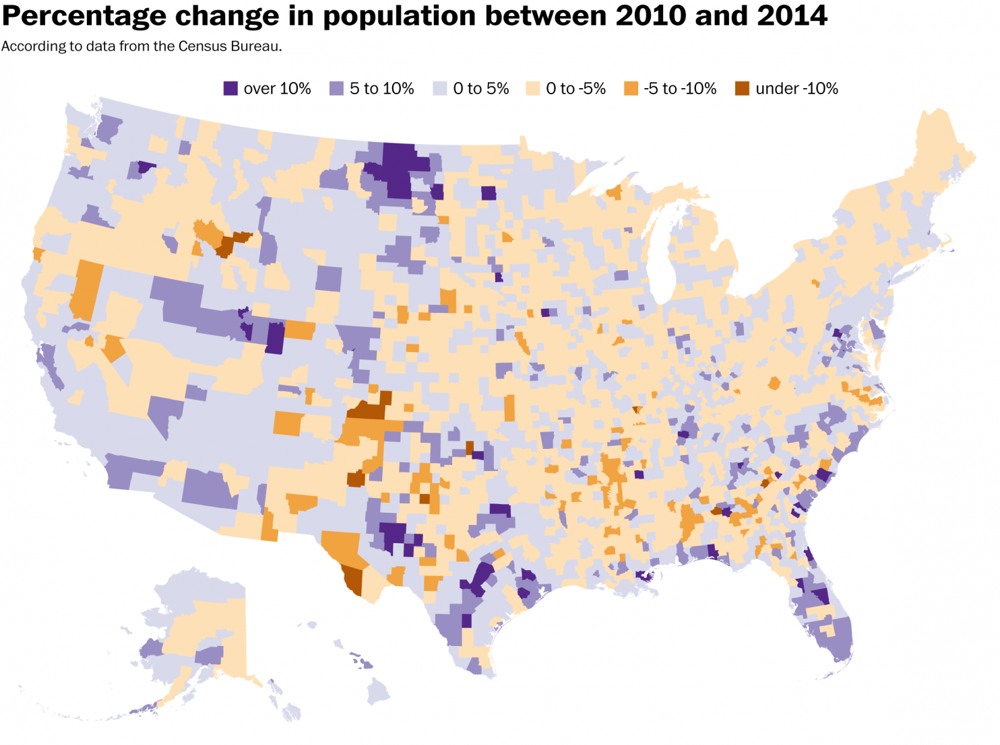 Percentage change in population between 2010 and 2014
According to data from the Census Bureau.
over 10% 5 to 10% 0 to 5% 0 to -5% -5 to -10% under -10%